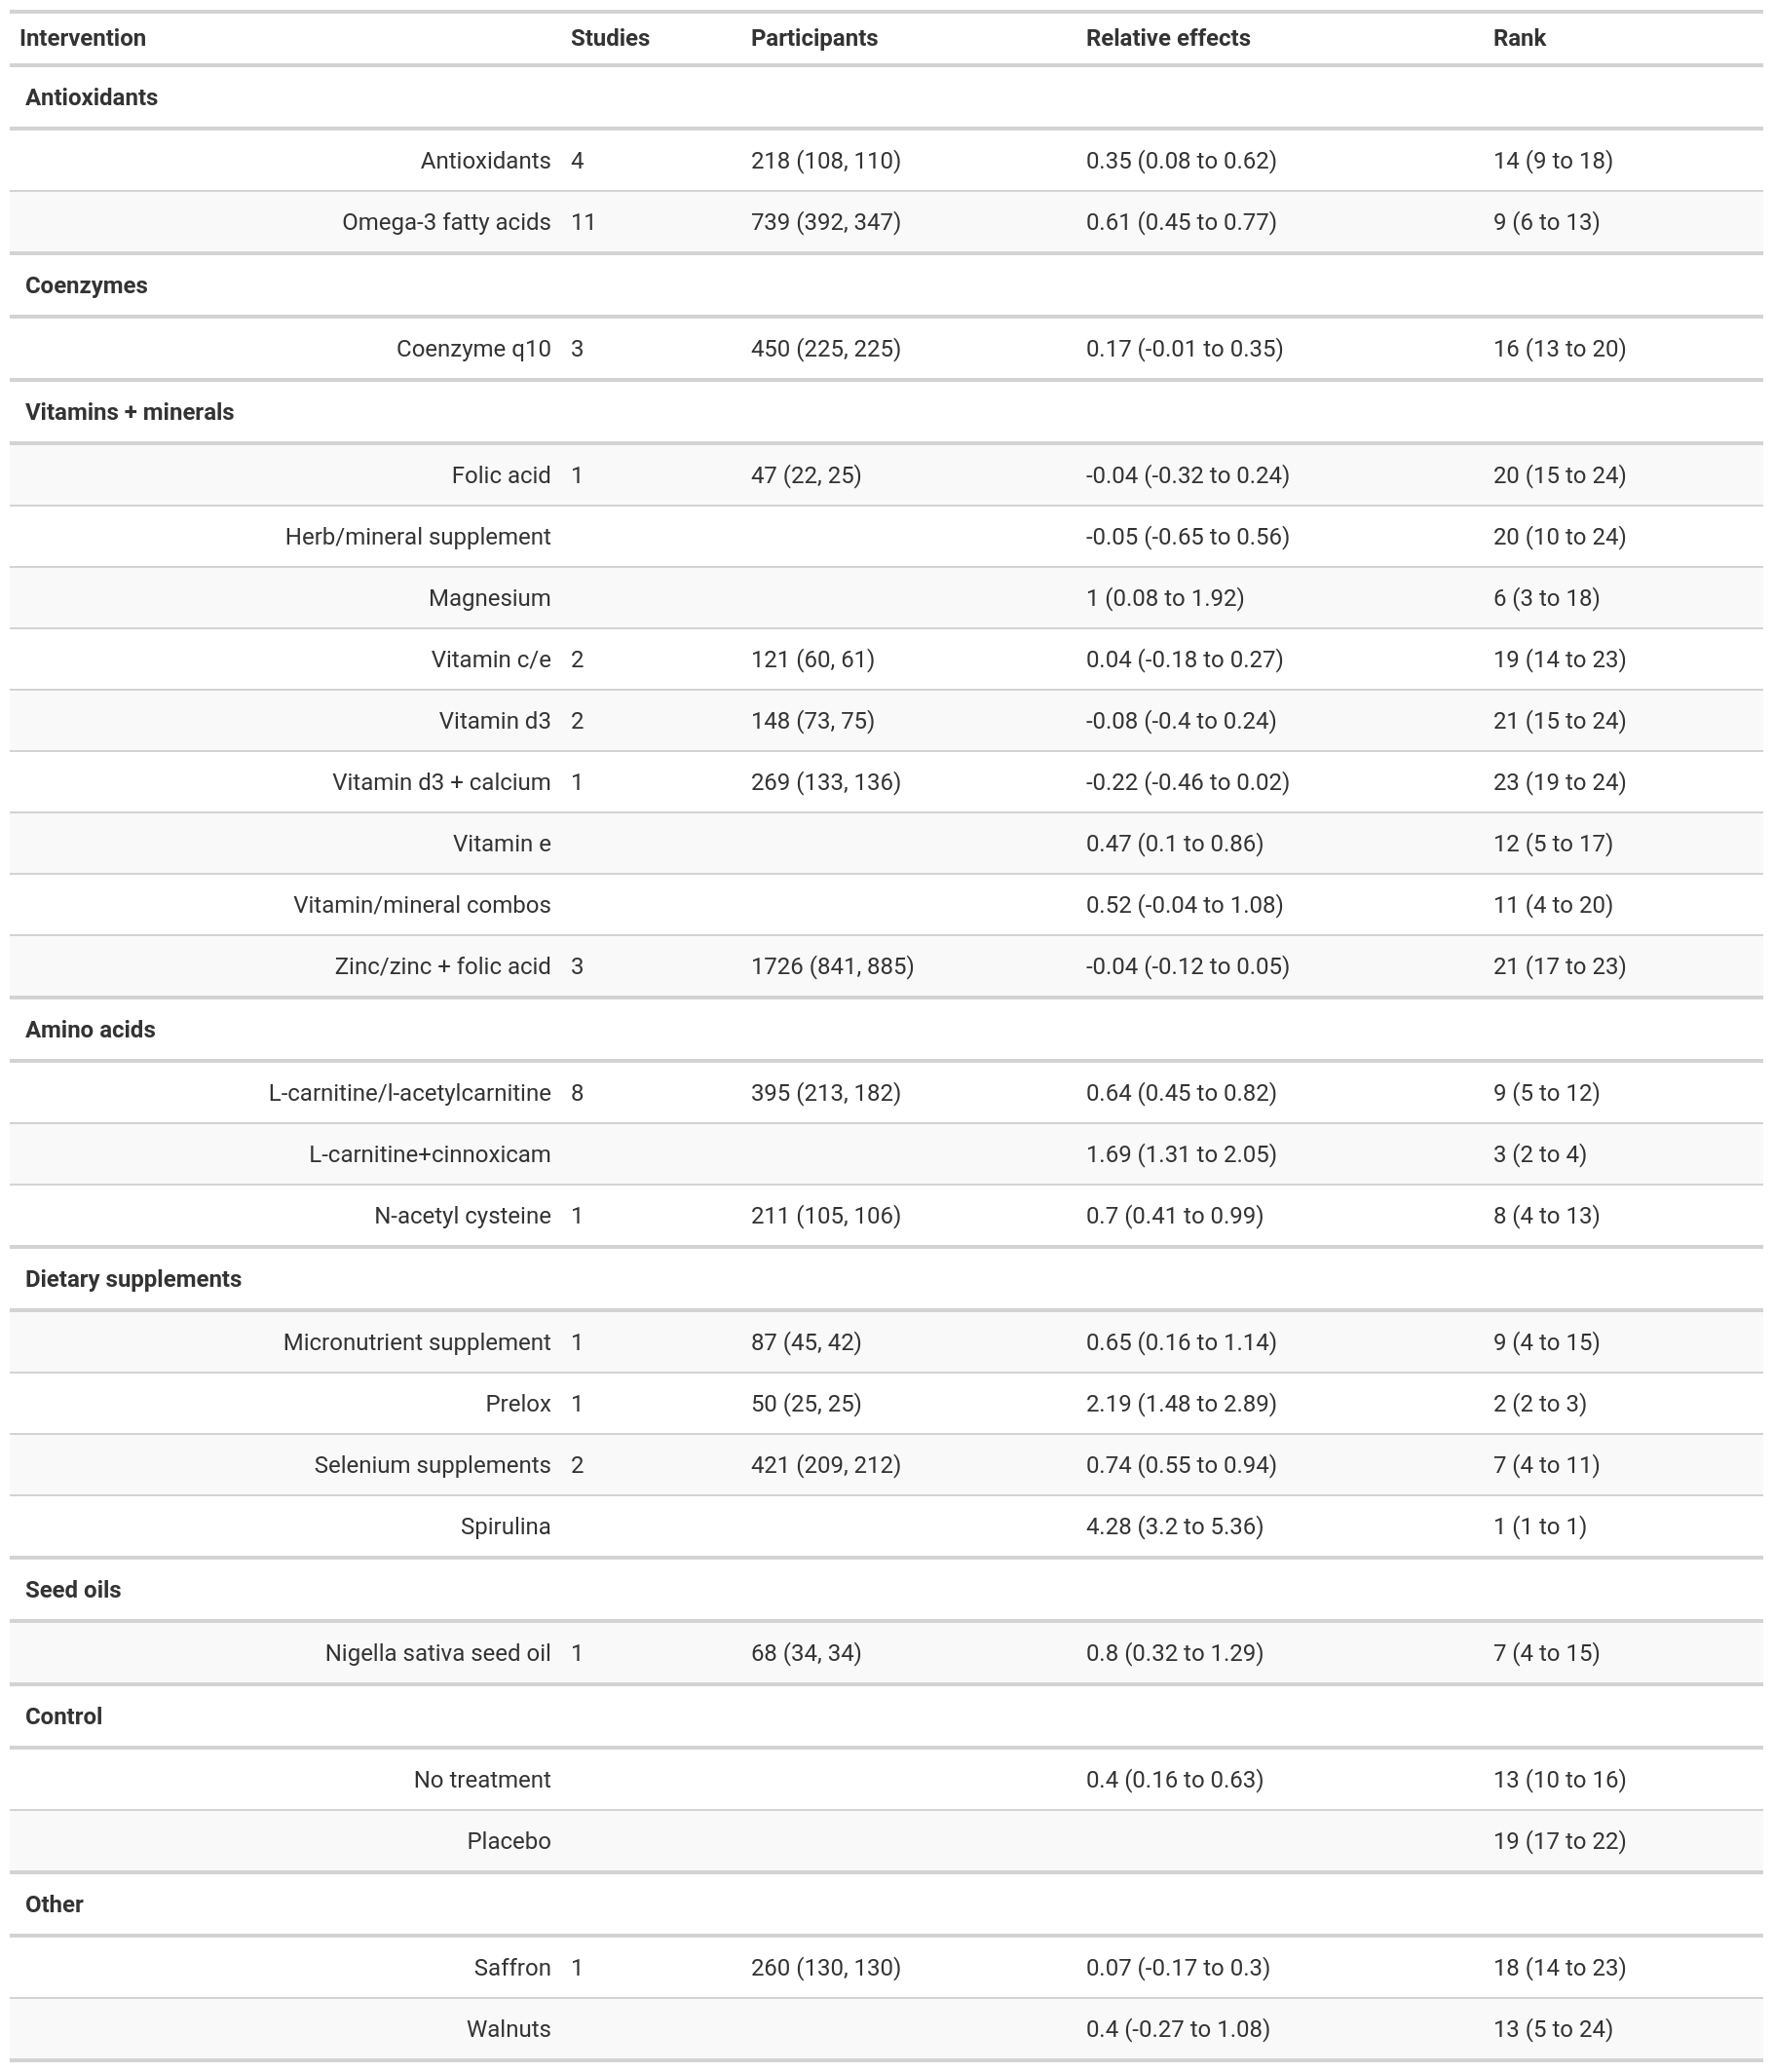 Intervention Studies Participants Relative effects Rank
Antioxidants
Antioxidants 4 218 (108, 110) 0.35 (0.08 to 0.62) 14 (9 to 18)
Omega-3 fatty acids 11 739 (392, 347) 0.61 (0.45 to 0.77) 9 (6 to 13)
Coenzymes
Coenzyme q10 3 450 (225, 225) 0.17 (-0.01 to 0.35) 16 (13 to 20)
Vitamins + minerals
Folic acid 1 47 (22, 25) -0.04 (-0.32 to 0.24) 20 (15 to 24)
Herb/mineral supplement -0.05 (-0.65 to 0.56) 20 (10 to 24)
Magnesium 1 (0.08 to 1.92) 6 (3 to 18)
Vitamin c/e 2 121 (60, 61) 0.04 (-0.18 to 0.27) 19 (14 to 23)
Vitamin d3 2 148 (73, 75) -0.08 (-0.4 to 0.24) 21 (15 to 24)
Vitamin d3 + calcium 1 269 (133, 136) -0.22 (-0.46 to 0.02) 23 (19 to 24)
Vitamin e 0.47 (0.1 to 0.86) 12 (5 to 17)
Vitamin/mineral combos 0.52 (-0.04 to 1.08) 11 (4 to 20)
Zinc/zinc + folic acid 3 1726 (841, 885) -0.04 (-0.12 to 0.05) 21 (17 to 23)
Amino acids
L-carnitine/l-acetylcarnitine 8 395 (213, 182) 0.64 (0.45 to 0.82) 9 (5 to 12)
L-carnitine+cinnoxicam 1.69 (1.31 to 2.05) 3 (2 to 4)
N-acetyl cysteine 1 211 (105, 106) 0.7 (0.41 to 0.99) 8 (4 to 13)
Dietary supplements
Micronutrient supplement 1 87 (45, 42) 0.65 (0.16 to 1.14) 9 (4 to 15)
Prelox 1 50 (25, 25) 2.19 (1.48 to 2.89) 2 (2 to 3)
Selenium supplements 2 421 (209, 212) 0.74 (0.55 to 0.94) 7 (4 to 11)
Spirulina 4.28 (3.2 to 5.36) 1 (1 to 1)
Seed oils
Nigella sativa seed oil 1 68 (34, 34) 0.8 (0.32 to 1.29) 7 (4 to 15)
Control
No treatment 0.4 (0.16 to 0.63) 13 (10 to 16)
Placebo 19 (17 to 22)
Other
Saffron 1 260 (130, 130) 0.07 (-0.17 to 0.3) 18 (14 to 23)
Walnuts 0.4 (-0.27 to 1.08) 13 (5 to 24)